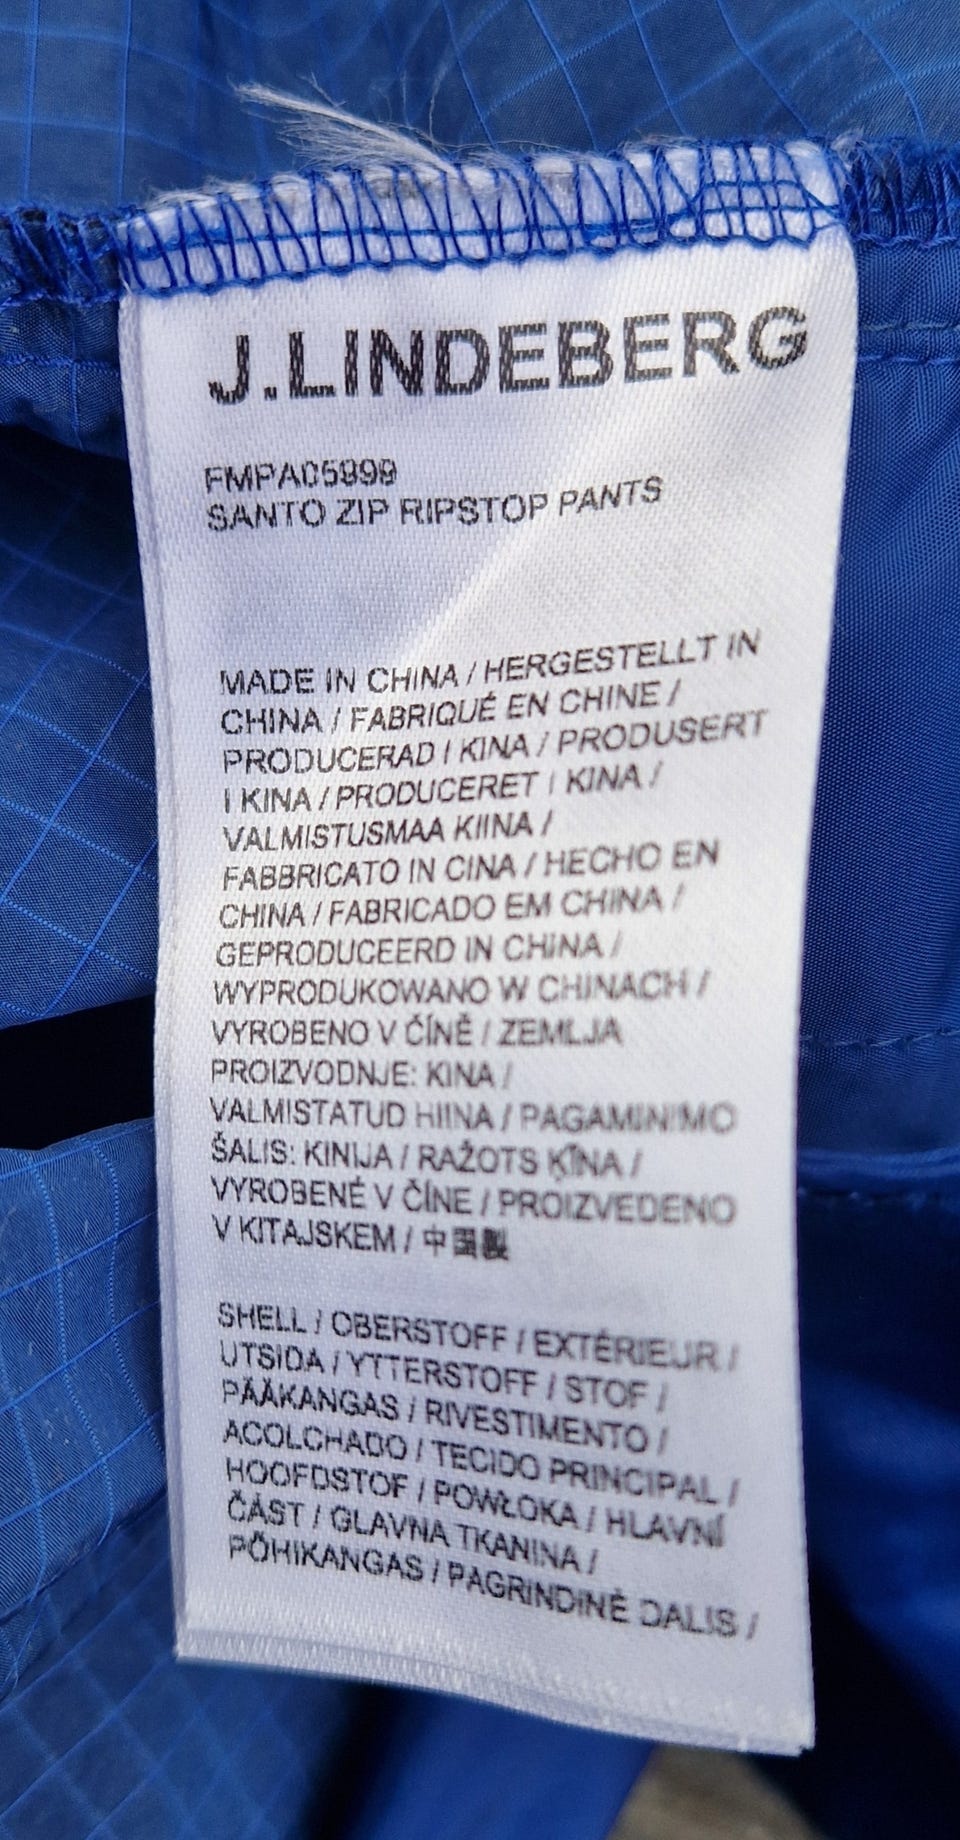 J.LINDEBERG
FMPA05999
SANTO ZIP RIPSTOP PANTS
MADE IN CHINA / HERGESTELLT IN
CHINA / FABRIQUÉ EN CHINE /
PRODUCERAD I KINA / PRODUSERT
I KINA / PRODUCERET I KINA /
VALMISTUSMAA KIINA /
FABBRICATO IN CINA / HECHO EN
CHINA / FABRICADO EM CHINA /
GEPRODUCEERD IN CHINA /
WYPRODUKOWANO W CHINACH /
VYROBENO V ČÍNĚ / ZEMLJA
PROIZVODNJE: KINA /
VALMISTATUD HIINA / PAGAMINIMO
ŠALIS: KINIJA / RAŽOTS ĶĪNA /
VYROBENÉ V ČÍNE / PROIZVEDENO
V KITAJSKEM / 中国製
SHELL / OBERSTOFF / EXTÉRIEUR /
UTSIDA / YTTERSTOFF / STOF /
PÄÄKANGAS / RIVESTIMENTO /
ACOLCHADO / TECIDO PRINCIPAL /
HOOFDSTOF / POWŁOKA / HLAVNÍ
ČÁST / GLAVNA TKANINA /
PÕHIKANGAS / PAGRINDINĖ DALIS /